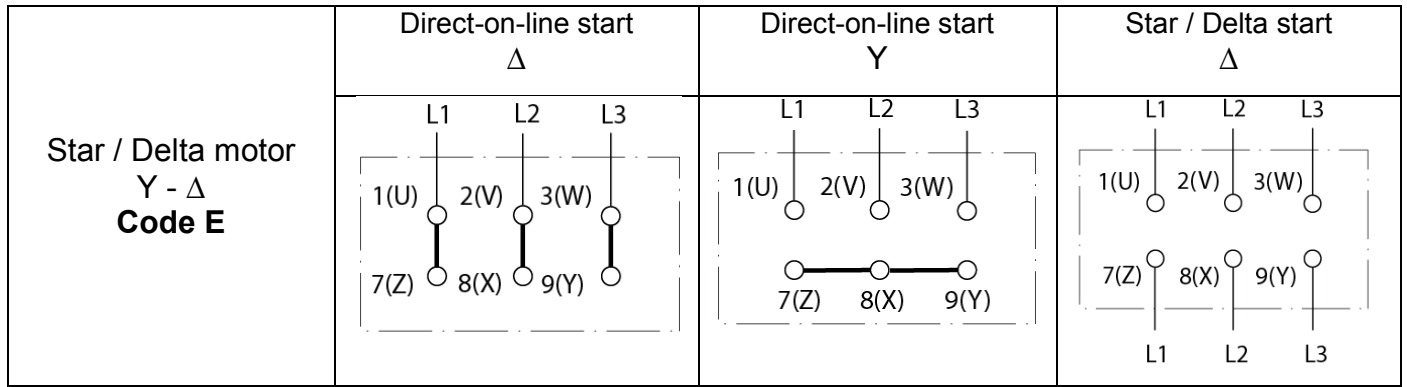 Direct-on-line start
Δ
Direct-on-line start
Y
Star / Delta start
Δ
Star / Delta motor
Y - Δ
Code E
L1 L2 L3
1(U) 2(V) 3(W)
7(Z) 8(X) 9(Y)
L1 L2 L3
1(U) 2(V) 3(W)
7(Z) 8(X) 9(Y)
L1 L2 L3
1(U) 2(V) 3(W)
7(Z) 8(X) 9(Y)
L1 L2 L3